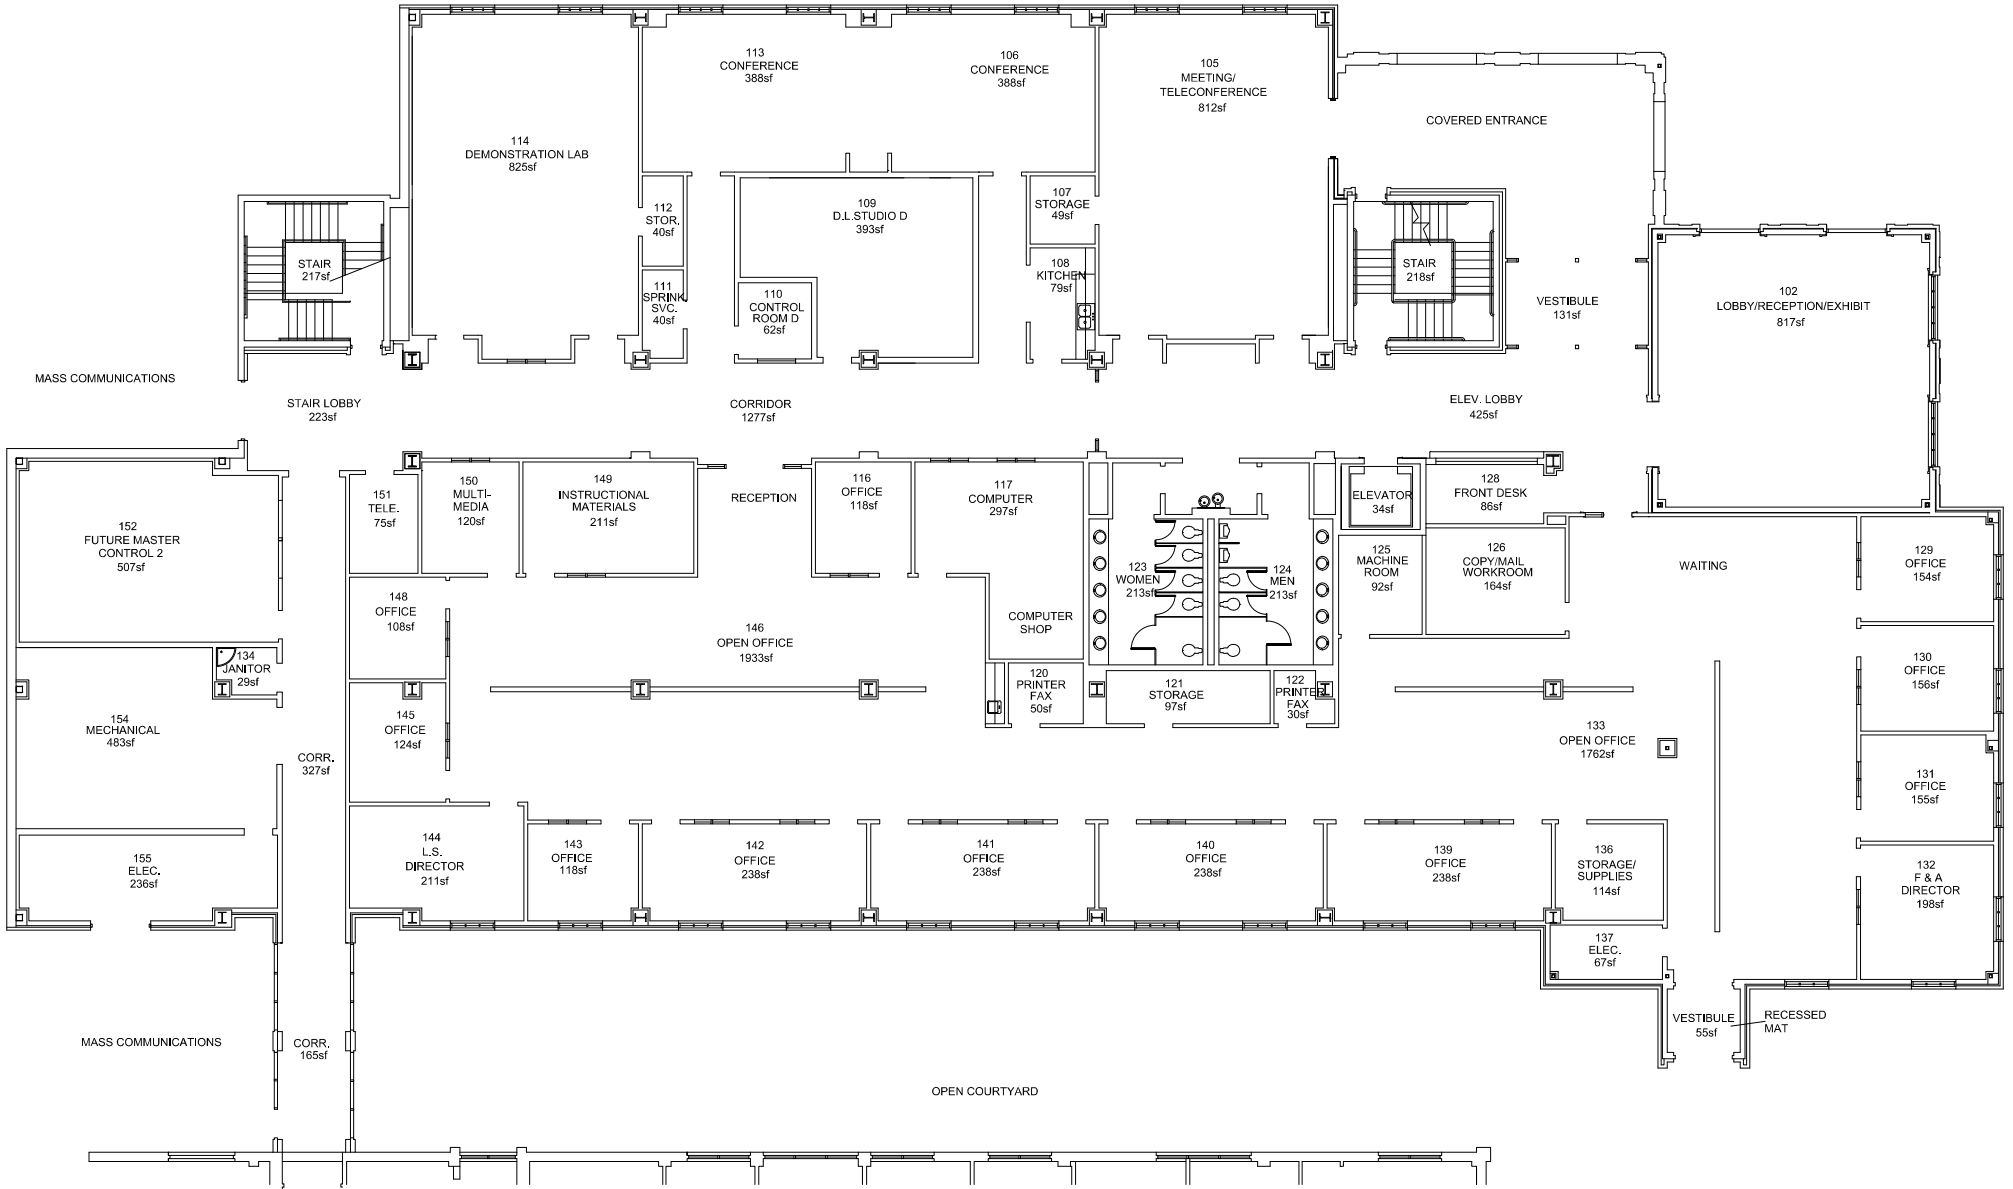 113
CONFERENCE
388sf
106
CONFERENCE
388sf
105
MEETING/
TELECONFERENCE
812sf
COVERED ENTRANCE
114
DEMONSTRATION LAB
825sf
112
STOR.
40sf
109
D.L.STUDIO D
393sf
107
STORAGE
49sf
STAIR
217sf
111
SPRINK.
SVC.
40sf
110
CONTROL
ROOM D
62sf
108
KITCHEN
79sf
STAIR
218sf
VESTIBULE
131sf
102
LOBBY/RECEPTION/EXHIBIT
817sf
MASS COMMUNICATIONS
STAIR LOBBY
223sf
CORRIDOR
1277sf
ELEV. LOBBY
425sf
152
FUTURE MASTER
CONTROL 2
507sf
151
TELE.
75sf
150
MULTI-
MEDIA
120sf
149
INSTRUCTIONAL
MATERIALS
211sf
RECEPTION
116
OFFICE
118sf
117
COMPUTER
297sf
ELEVATOR
34sf
128
FRONT DESK
86sf
123
WOMEN
213sf
124
MEN
213sf
125
MACHINE
ROOM
92sf
126
COPY/MAIL
WORKROOM
164sf
WAITING
129
OFFICE
154sf
148
OFFICE
108sf
146
OPEN OFFICE
1933sf
COMPUTER
SHOP
134
JANITOR
29sf
130
OFFICE
156sf
120
PRINTER
FAX
50sf
121
STORAGE
97sf
122
PRINTER
FAX
30sf
154
MECHANICAL
483sf
145
OFFICE
124sf
133
OPEN OFFICE
1762sf
CORR.
327sf
131
OFFICE
155sf
155
ELEC.
236sf
144
L.S.
DIRECTOR
211sf
143
OFFICE
118sf
142
OFFICE
238sf
141
OFFICE
238sf
140
OFFICE
238sf
139
OFFICE
238sf
136
STORAGE/
SUPPLIES
114sf
132
F & A
DIRECTOR
198sf
137
ELEC.
67sf
VESTIBULE
55sf
RECESSED
MAT
MASS COMMUNICATIONS
CORR.
165sf
OPEN COURTYARD